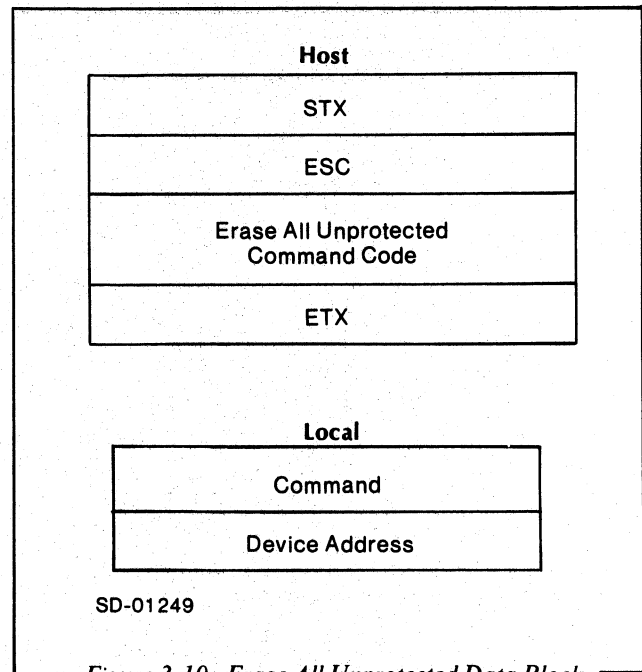 Host
STX
ESC
Erase All Unprotected
Command Code
ETX
Local
Command
Device Address
SD-01249
Figure 3-10. Erase All Unprotected Data Block